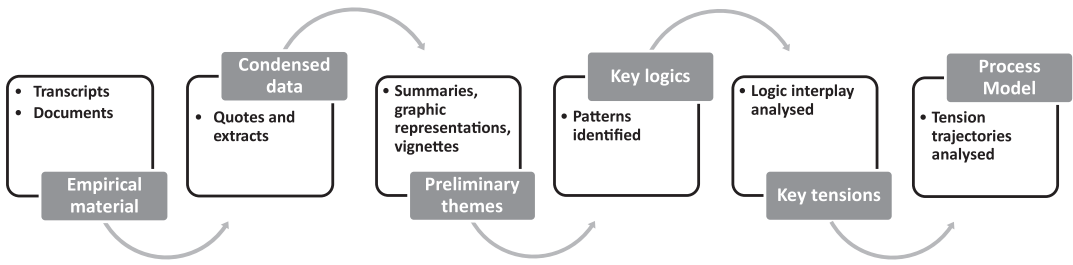 • Transcripts
• Documents
Empirical
material
Condensed
data
• Quotes and
extracts
• Summaries,
graphic
representations,
vignettes
Preliminary
themes
Key logics
• Patterns
identified
• Logic interplay
analysed
Key tensions
Process
Model
• Tension
trajectories
analysed